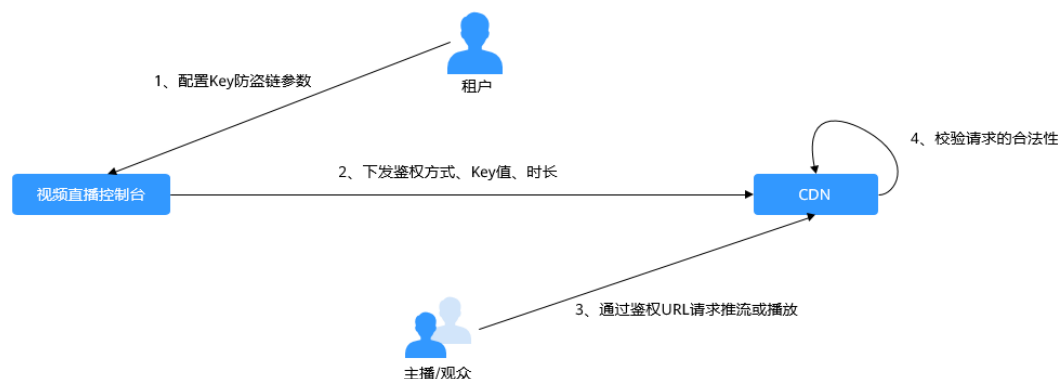 租户
1、配置Key防盗链参数
4、校验请求的合法性
2、下发鉴权方式、Key值、时长
视频直播控制台
CDN
3、通过鉴权URL请求推流或播放
主播/观众